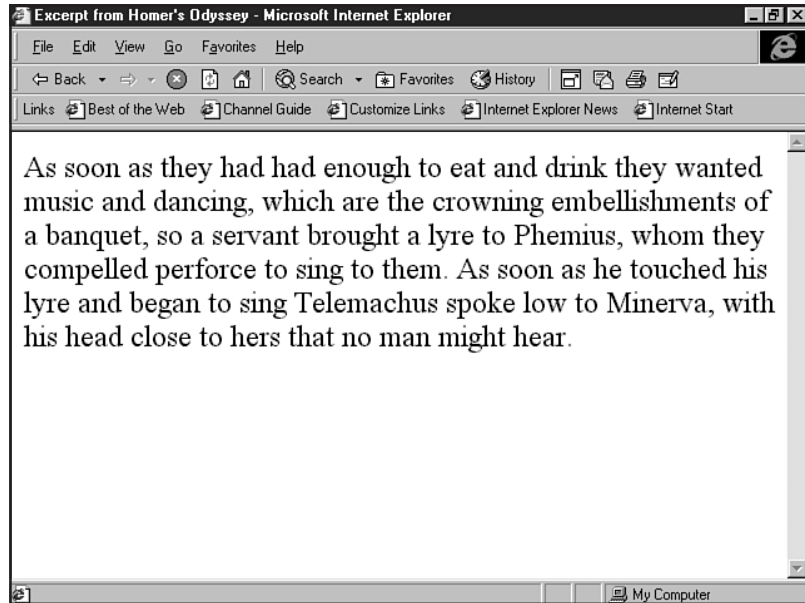 Excerpt from Homer's Odyssey - Microsoft Internet Explorer
File Edit View Go Favorites Help
Back Search Favorites History
Links Best of the Web Channel Guide Customize Links Internet Explorer News Internet Start
As soon as they had had enough to eat and drink they wanted
music and dancing, which are the crowning embellishments of
a banquet, so a servant brought a lyre to Phemius, whom they
compelled perforce to sing to them. As soon as he touched his
lyre and began to sing Telemachus spoke low to Minerva, with
his head close to hers that no man might hear.
My Computer